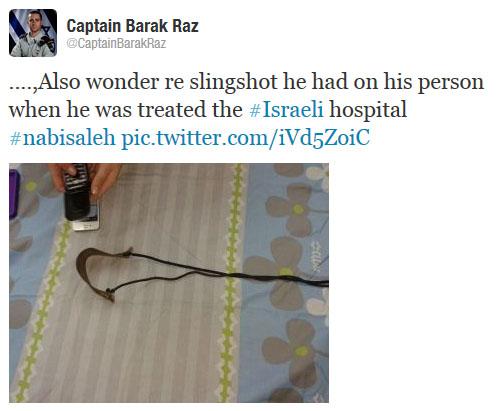 Captain Barak Raz
@CaptainBarakRaz
....,Also wonder re slingshot he had on his person
when he was treated the #Israeli hospital
#nabisaleh pic.twitter.com/iVd5ZoiC